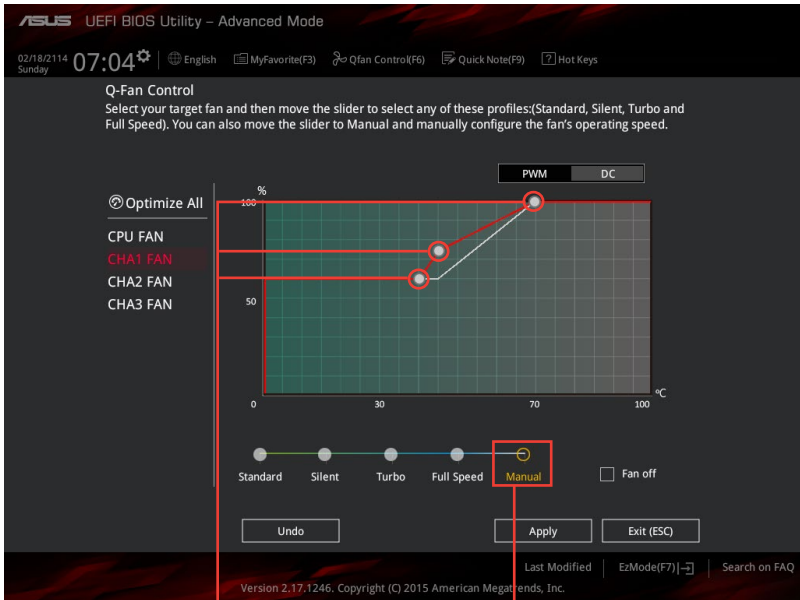 ASUS UEFI BIOS Utility – Advanced Mode
02/18/2114
Sunday
07:04 English MyFavorite(F3) Qfan Control(F6) Quick Note(F9) ? Hot Keys
Q-Fan Control
Select your target fan and then move the slider to select any of these profiles:(Standard, Silent, Turbo and
Full Speed). You can also move the slider to Manual and manually configure the fan's operating speed.
PWM DC
Optimize All
CPU FAN
CHA1 FAN
CHA2 FAN
CHA3 FAN
%
100
50
°C
0 30 70 100
Standard Silent Turbo Full Speed Manual
Fan off
Undo Apply Exit (ESC)
Last Modified EzMode(F7) Search on FAQ
Version 2.17.1246. Copyright (C) 2015 American Megatrends, Inc.